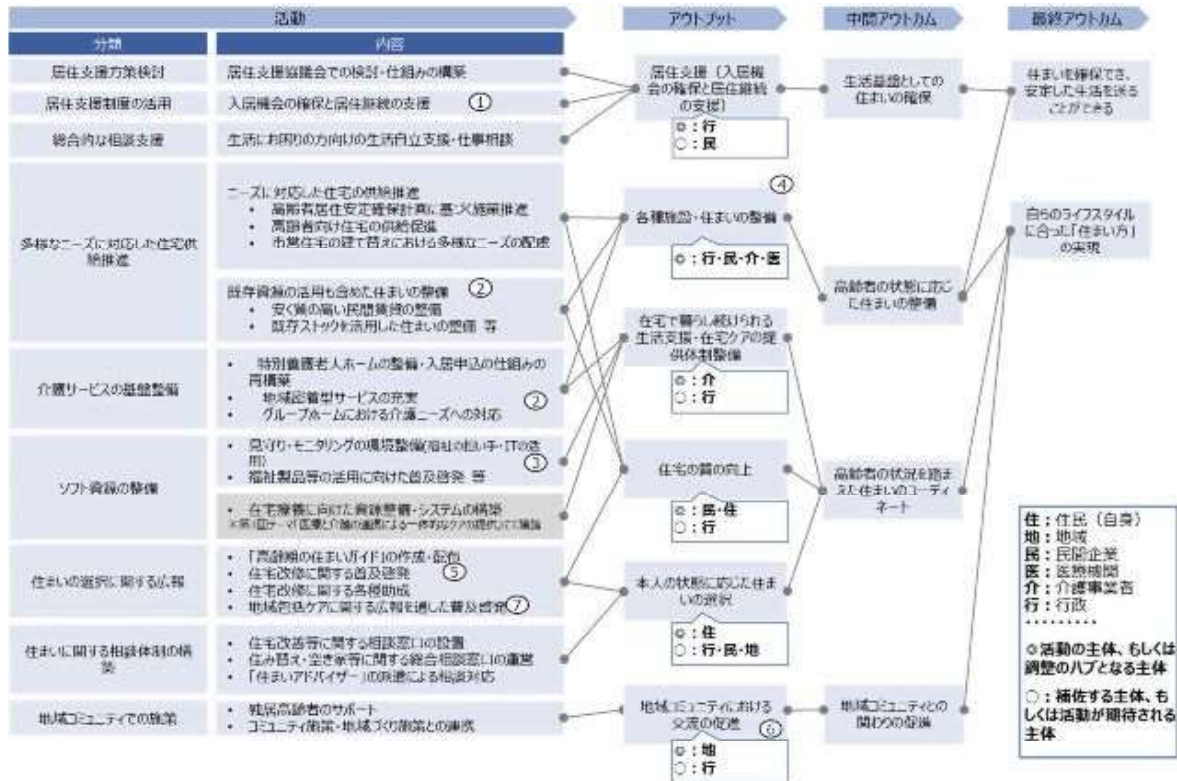 活動
アウトプット
中間アウトカム
最終アウトカム
分類
内容
居住支援方策検討
居住支援協議会での検討・仕組みの構築
居住支援制度の活用
入居機会の確保と居住継続の支援
①
総合的な相談支援
生活にお困りの方向けの生活自立支援・仕事相談
多様なニーズに対応した住宅供
給推進
ニーズに対応した住宅の供給推進
• 高齢者居住安定確保計画に基づく施策推進
• 高齢者向け住宅の供給促進
• 市営住宅の建て替えにおける多様なニーズの配慮
既存資源の活用も含めた住まいの整備
②
• 安く質の高い民間賃貸の整備
• 既存ストックを活用した住まいの整備 等
介護サービスの基盤整備
• 特別養護老人ホームの整備・入居申込の仕組みの
再構築
• 地域密着型サービスの充実
②
• グループホームにおける介護ニーズへの対応
ソフト資源の整備
• 見守り・モニタリングの環境整備(福祉の担い手・ITの活
用)
③
• 福祉製品等の活用に向けた普及啓発 等
• 在宅療養に向けた資源整備・システムの構築
住まいの選択に関する広報
• 「高齢期の住まいガイド」の作成・配布
• 住宅改修に関する普及啓発
⑤
• 住宅改修に関する各種助成
• 地域包括ケアに関する広報を通じた普及啓発
⑦
住まいに関する相談体制の構
築
• 住宅改善等に関する相談窓口の設置
• 住み替え・空き家等に関する総合相談窓口の運営
• 「住まいアドバイザー」の派遣による相談対応
地域コミュニティでの施策
• 独居高齢者のサポート
• コミュニティ施策・地域づくり施策との連携
居住支援（入居機
会の確保と居住継続
の支援）
◎：行
○：民
④
各種施設・住まいの整備
◎：行・民・介・医
在宅で暮らし続けられる
生活支援・在宅ケアの提
供体制整備
◎：介
○：行
住宅の質の向上
◎：民・住
○：行
本人の状態に応じた住ま
いの選択
◎：住
○：行・民・地
地域コミュニティにおける
交流の促進
⑥
◎：地
○：行
生活基盤としての
住まいの確保
高齢者の状態に応じ
た住まいの整備
高齢者の状況を踏ま
えた住まいのコーディ
ネート
地域コミュニティとの
関わりの促進
住まいを確保でき、
安定した生活を送る
ことができる
自らのライフスタイル
に合った「住まい方」
の実現
住：住民（自身）
地：地域
民：民間企業
医：医療機関
介：介護事業者
行：行政
・・・・・・・・・
◎活動の主体、もしくは
調整のハブとなる主体
○：補佐する主体、も
しくは活動が期待される
主体